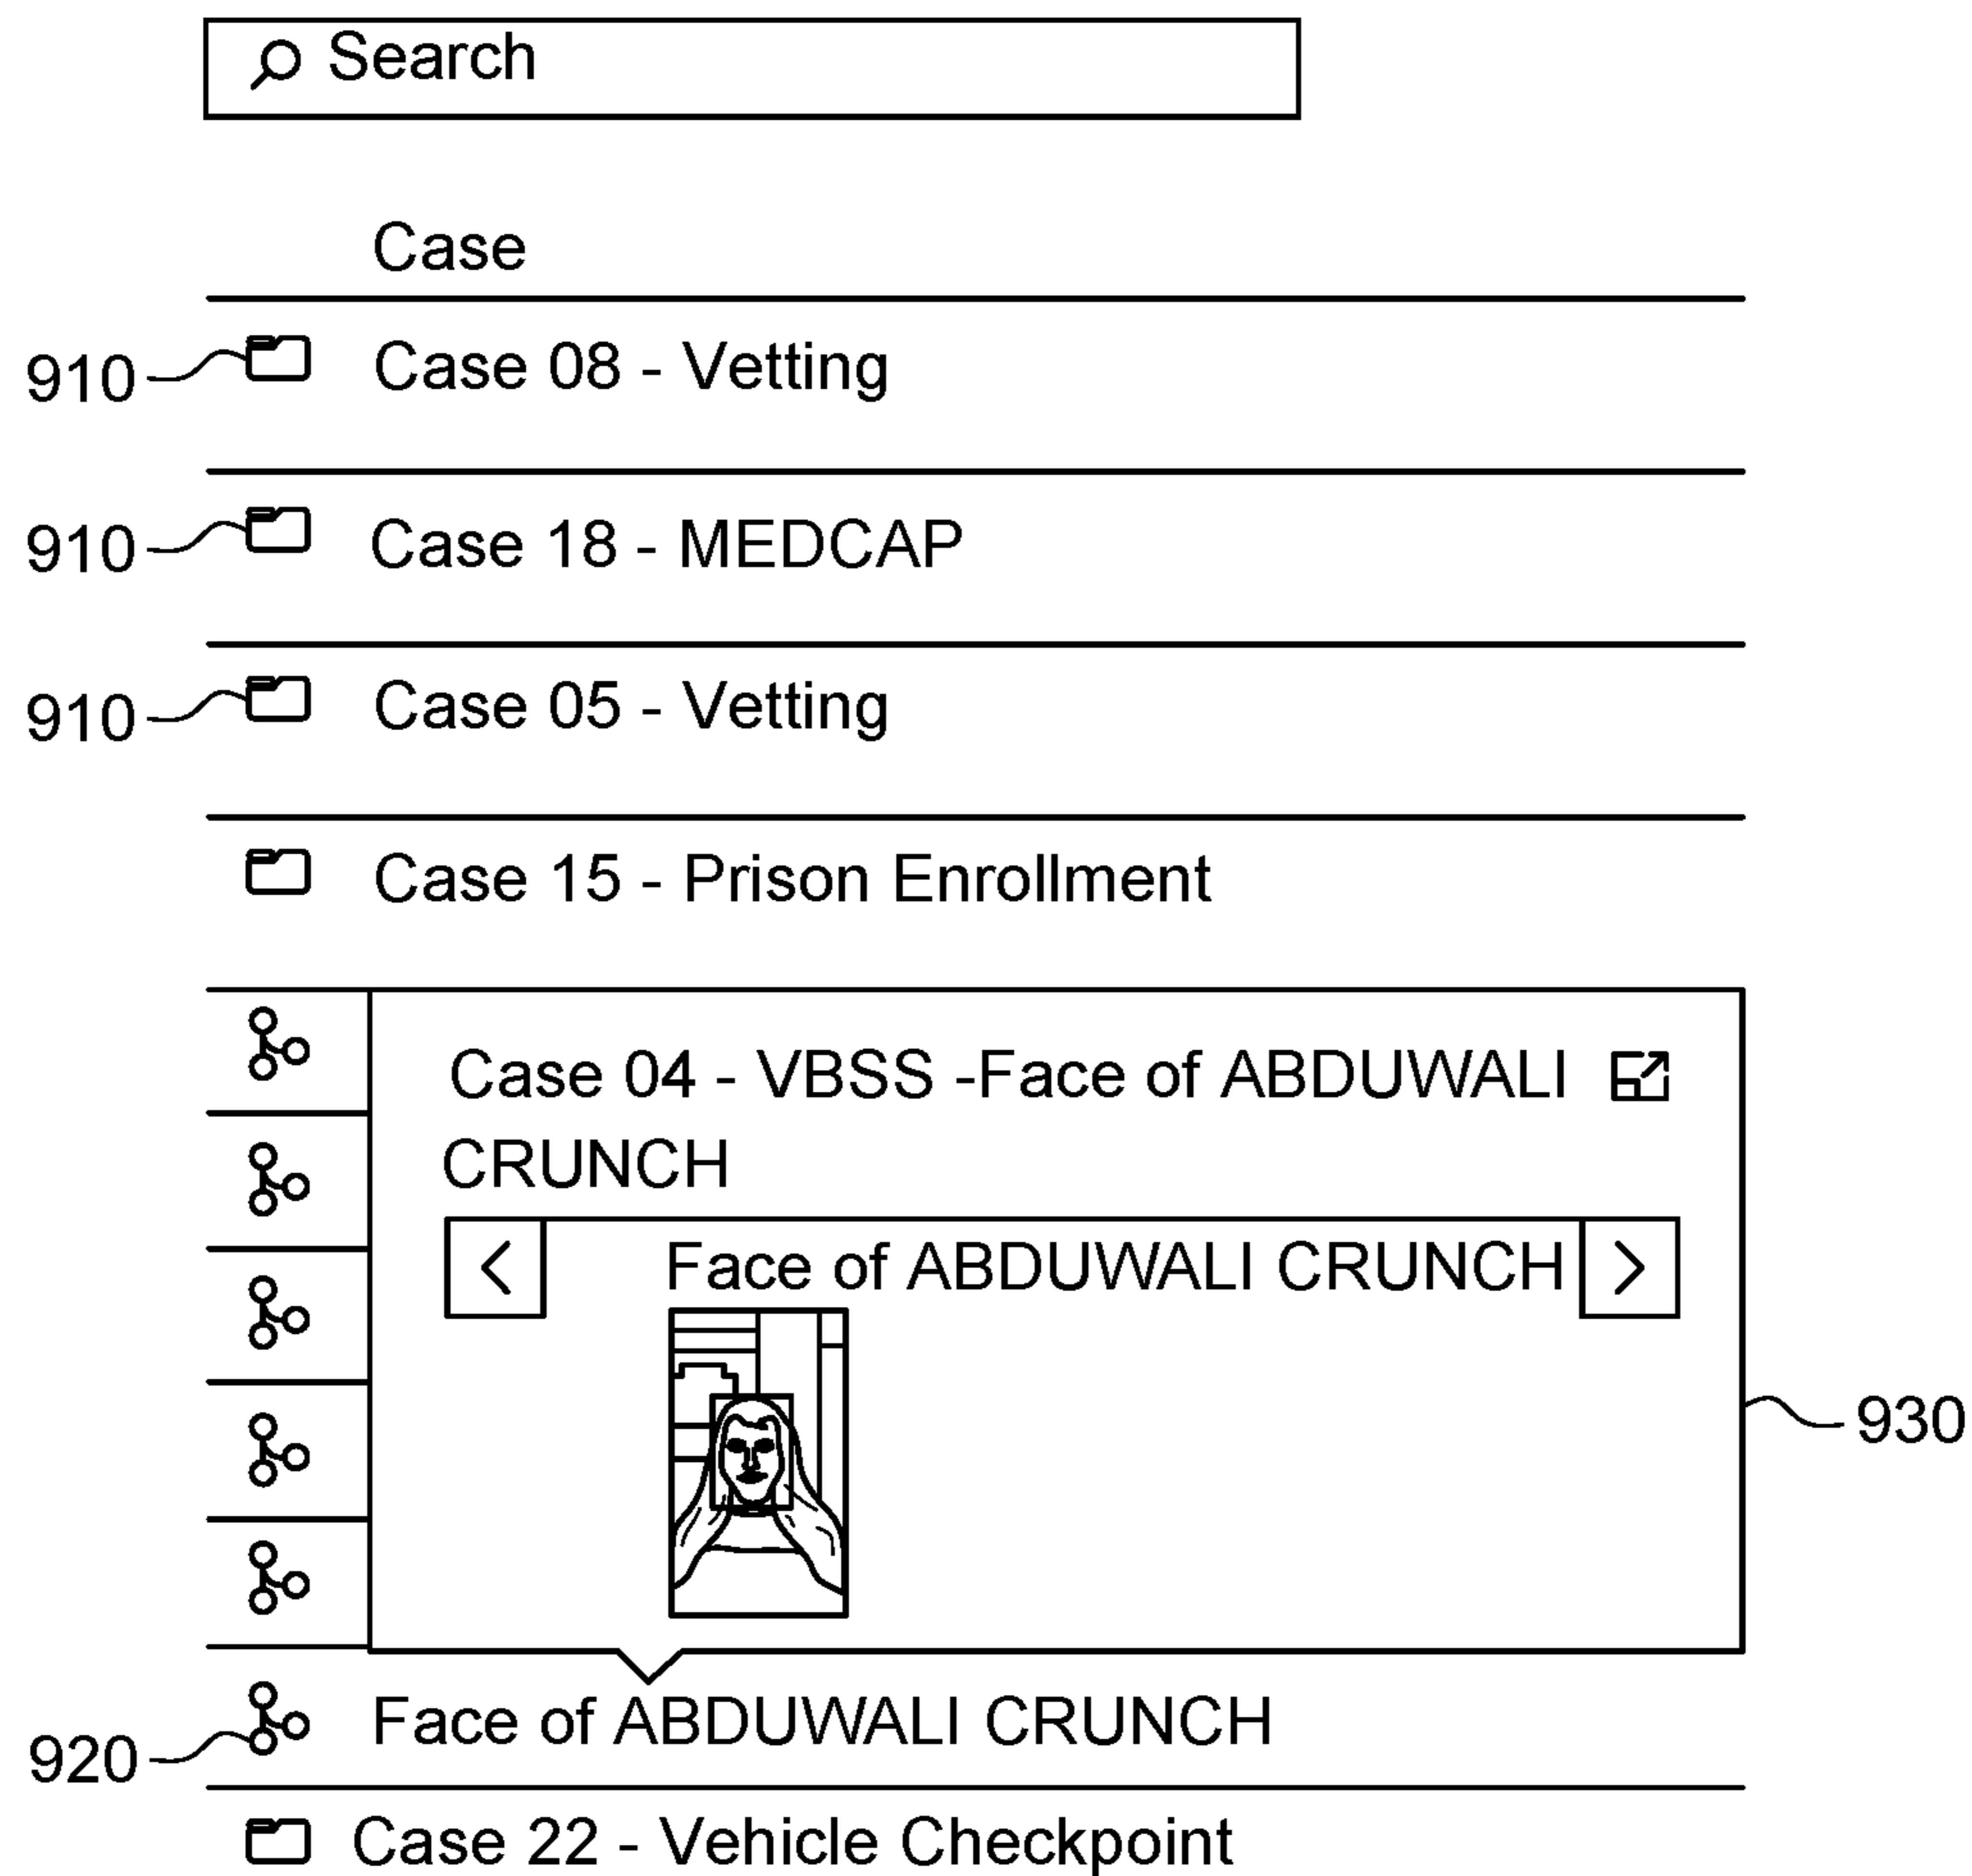 Search
Case
910 Case 08 - Vetting
910 Case 18 - MEDCAP
910 Case 05 - Vetting
Case 15 - Prison Enrollment
Case 04 - VBSS -Face of ABDUWALI
CRUNCH
Face of ABDUWALI CRUNCH
930
920 Face of ABDUWALI CRUNCH
Case 22 - Vehicle Checkpoint